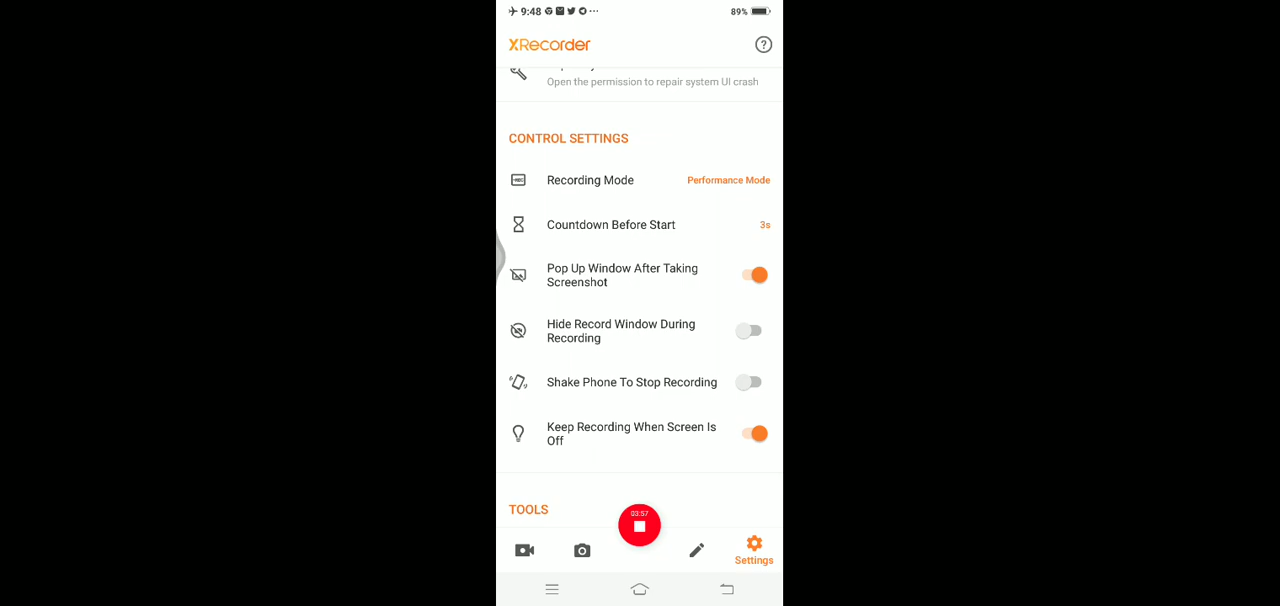 9:48
89%
XRecorder
Open the permission to repair system UI crash
CONTROL SETTINGS
Recording Mode
Performance Mode
Countdown Before Start
3s
Pop Up Window After Taking
Screenshot
Hide Record Window During
Recording
Shake Phone To Stop Recording
Keep Recording When Screen Is
Off
TOOLS
03:57
Settings